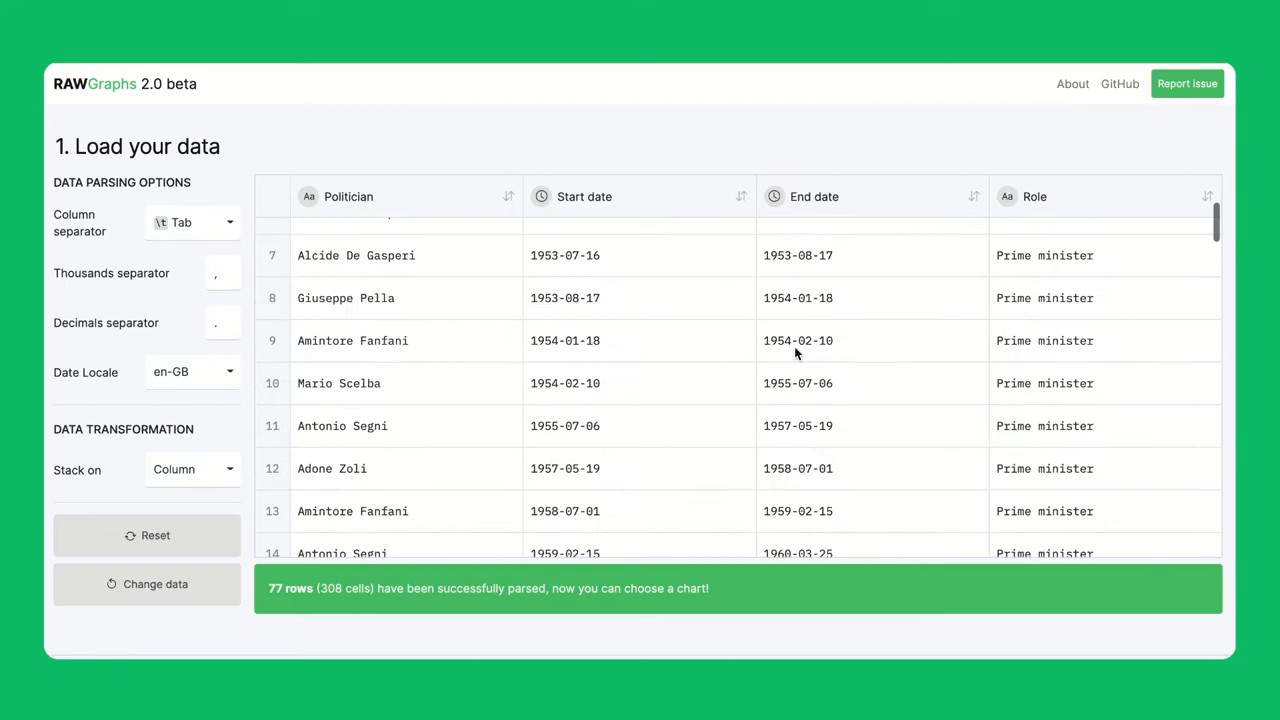 RAWGraphs 2.0 beta
About GitHub Report issue
1. Load your data
DATA PARSING OPTIONS
Column separator \t Tab
Thousands separator ,
Decimals separator .
Date Locale en-GB
DATA TRANSFORMATION
Stack on Column
Reset
Change data
Aa Politician Start date End date Aa Role
7 Alcide De Gasperi 1953-07-16 1953-08-17 Prime minister
8 Giuseppe Pella 1953-08-17 1954-01-18 Prime minister
9 Amintore Fanfani 1954-01-18 1954-02-10 Prime minister
10 Mario Scelba 1954-02-10 1955-07-06 Prime minister
11 Antonio Segni 1955-07-06 1957-05-19 Prime minister
12 Adone Zoli 1957-05-19 1958-07-01 Prime minister
13 Amintore Fanfani 1958-07-01 1959-02-15 Prime minister
14 Antonio Segni 1959-02-15 1960-03-25 Prime minister
77 rows (308 cells) have been successfully parsed, now you can choose a chart!